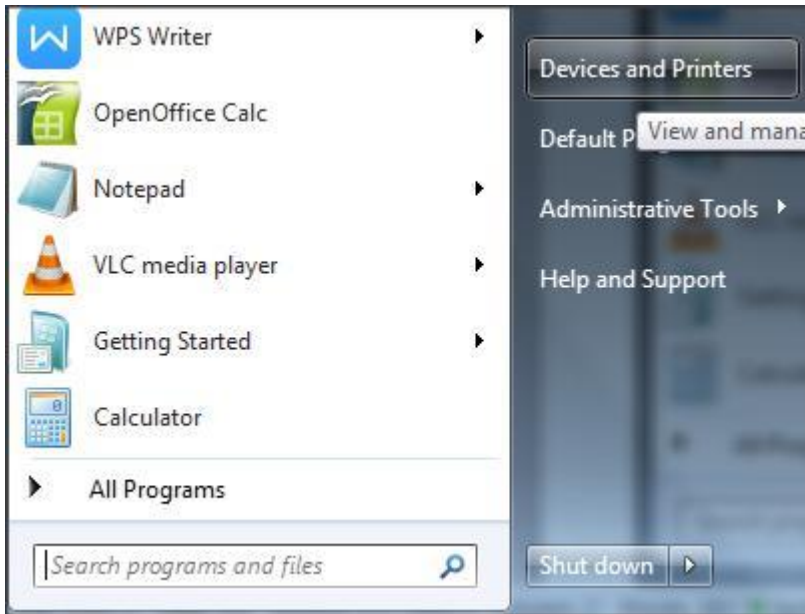 WPS Writer
OpenOffice Calc
Notepad
VLC media player
Getting Started
Calculator
All Programs
Search programs and files
Devices and Printers
Default
View and
Administrative Tools
Help and Support
Shut down